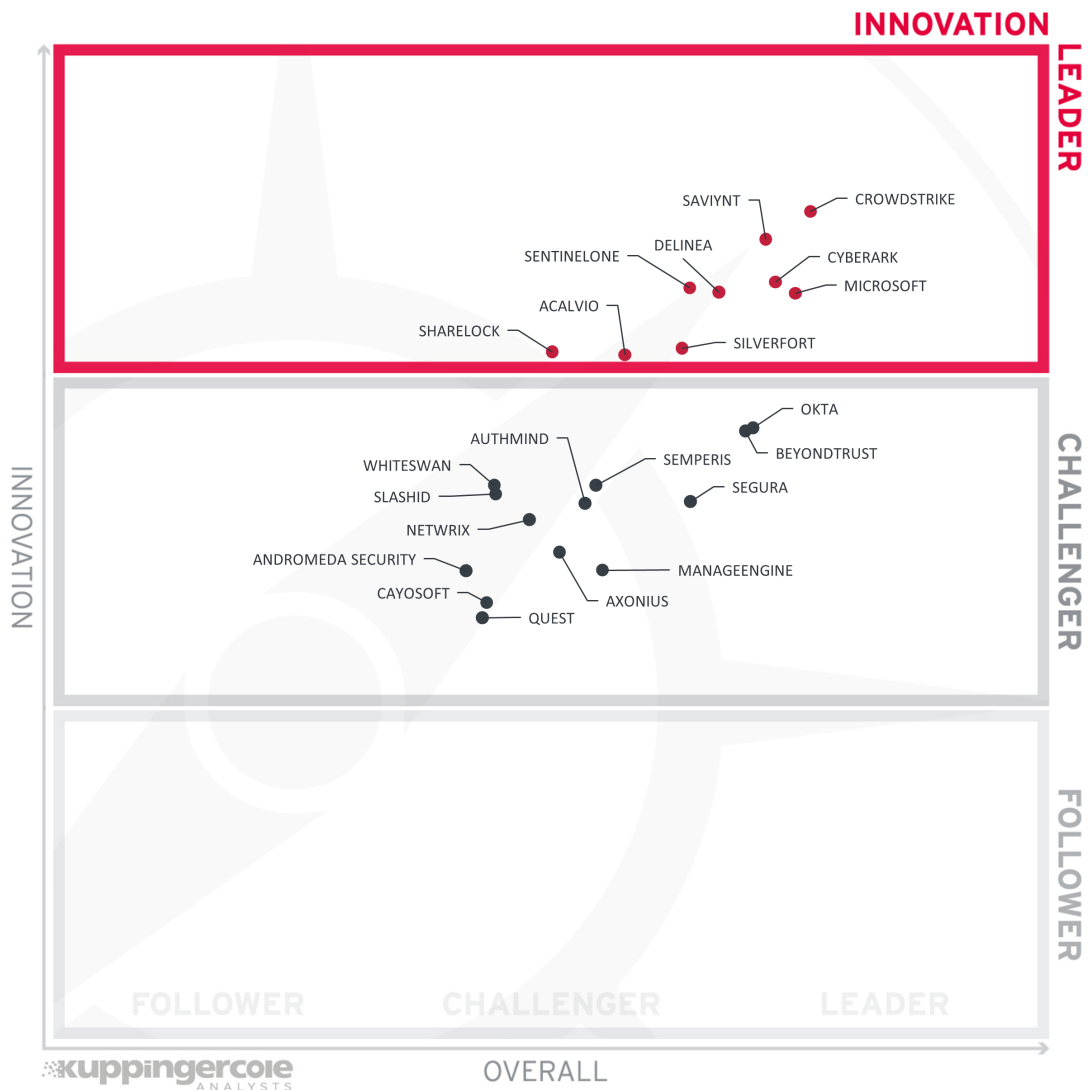 INNOVATION
LEADER
SAVIYNT
CROWDSTRIKE
DELINEA
SENTINELONE
CYBERARK
MICROSOFT
ACALVIO
SHARELOCK
SILVERFORT
OKTA
AUTHMIND
BEYONDTRUST
SEMPERIS
WHITESWAN
SEGURA
SLASHID
NETWRIX
ANDROMEDA SECURITY
MANAGEENGINE
CAYOSOFT
AXONIUS
QUEST
INNOVATION
CHALLENGER
FOLLOWER
FOLLOWER CHALLENGER LEADER
kuppingercole
ANALYSTS
OVERALL